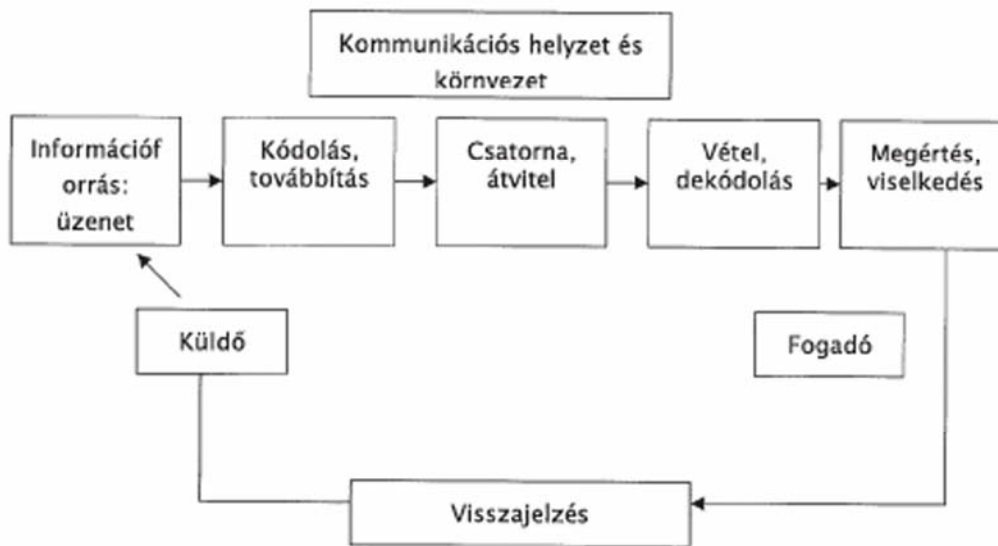 Kommunikációs helyzet és
környezet
Információf
orrás:
üzenet
Kódolás,
továbbítás
Csatorna,
átvitel
Vétel,
dekódolás
Megértés,
viselkedés
Küldő
Fogadó
Visszajelzés